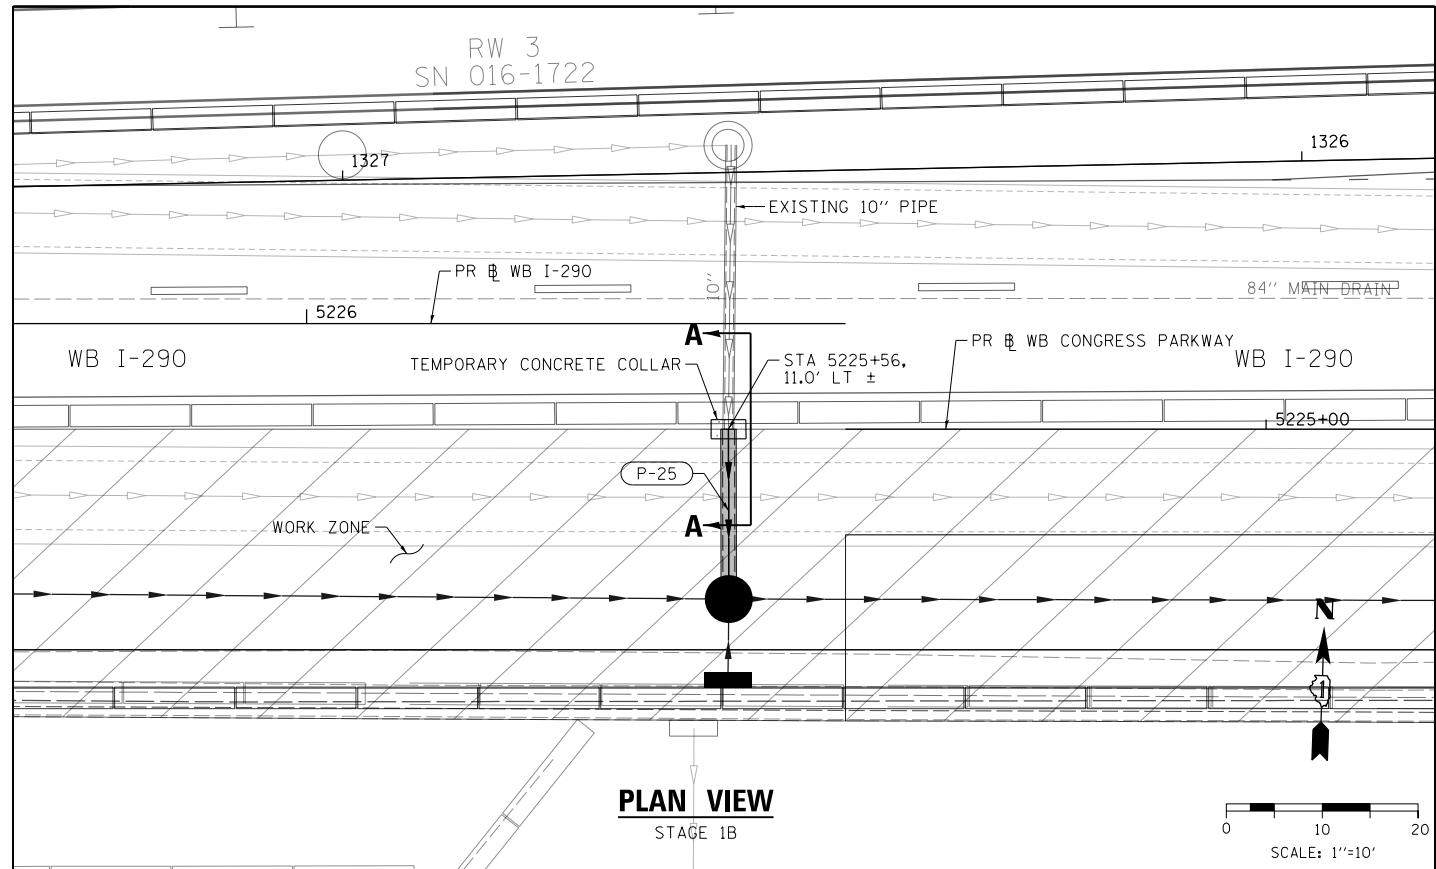 RW 3
SN 016-1722
1327
1326
EXISTING 10'' PIPE
10''
PR ⅊ WB I-290
84'' MAIN DRAIN
5226
WB I-290
A
TEMPORARY CONCRETE COLLAR
STA 5225+56,
11.0' LT ±
PR ⅊ WB CONGRESS PARKWAY
WB I-290
5225+00
P-25
WORK ZONE
A
N
1
PLAN VIEW
STAGE 1B
0 10 20
SCALE: 1''=10'